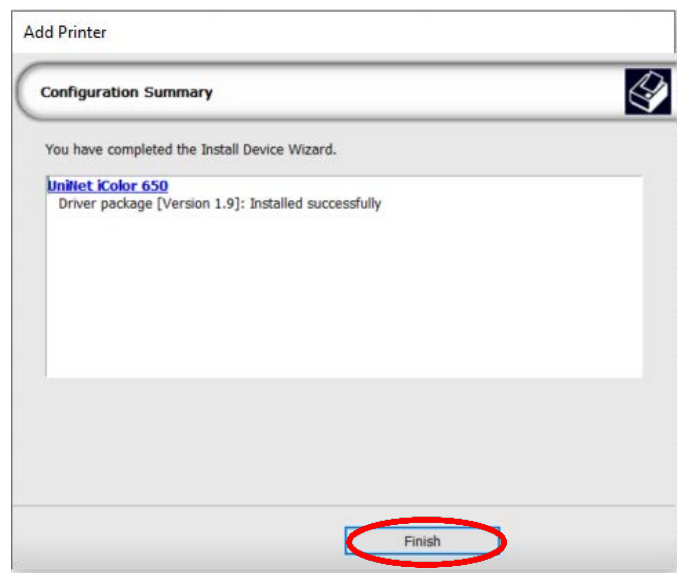 Add Printer
Configuration Summary
You have completed the Install Device Wizard.
UniNet iColor 650
Driver package [Version 1.9]: Installed successfully
Finish